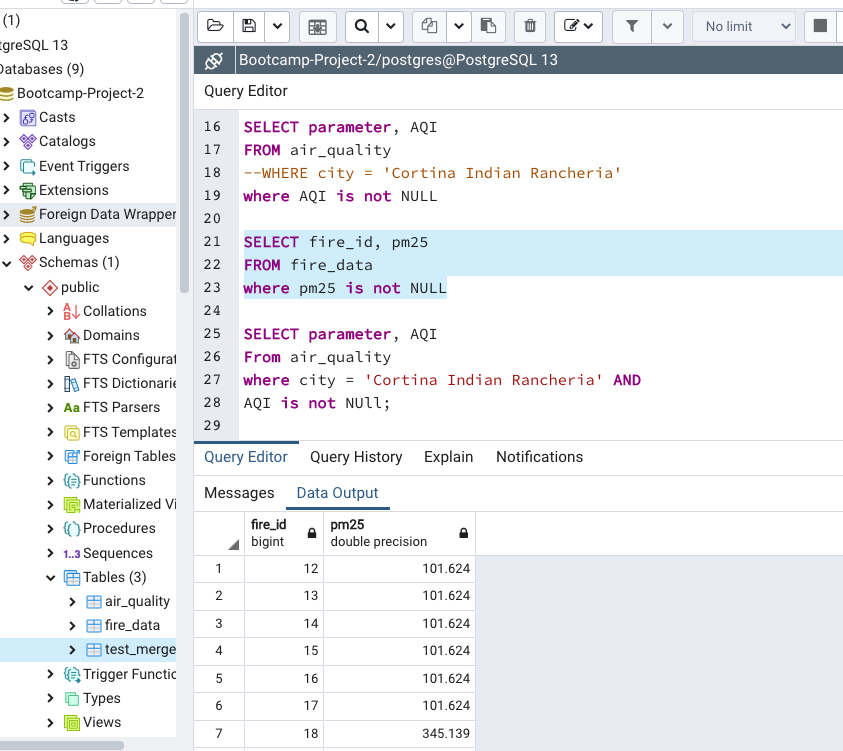 (1)
tgreSQL 13
Databases (9)
Bootcamp-Project-2
Casts
Catalogs
Event Triggers
Extensions
Foreign Data Wrapper
Languages
Schemas (1)
public
Collations
Domains
FTS Configurat
FTS Dictionarie
Aa FTS Parsers
FTS Templates
Foreign Tables
Functions
Materialized Vi
Procedures
1..3 Sequences
Tables (3)
air_quality
fire_data
test_merge
Trigger Functio
Types
Views
No limit
Bootcamp-Project-2/postgres@PostgreSQL 13
Query Editor
16 SELECT parameter, AQI
17 FROM air_quality
18 --WHERE city = 'Cortina Indian Rancheria'
19 where AQI is not NULL
20
21 SELECT fire_id, pm25
22 FROM fire_data
23 where pm25 is not NULL
24
25 SELECT parameter, AQI
26 From air_quality
27 where city = 'Cortina Indian Rancheria' AND
28 AQI is not NUll;
29
Query Editor Query History Explain Notifications
Messages Data Output
fire_id pm25
bigint double precision
1 12 101.624
2 13 101.624
3 14 101.624
4 15 101.624
5 16 101.624
6 17 101.624
7 18 345.139